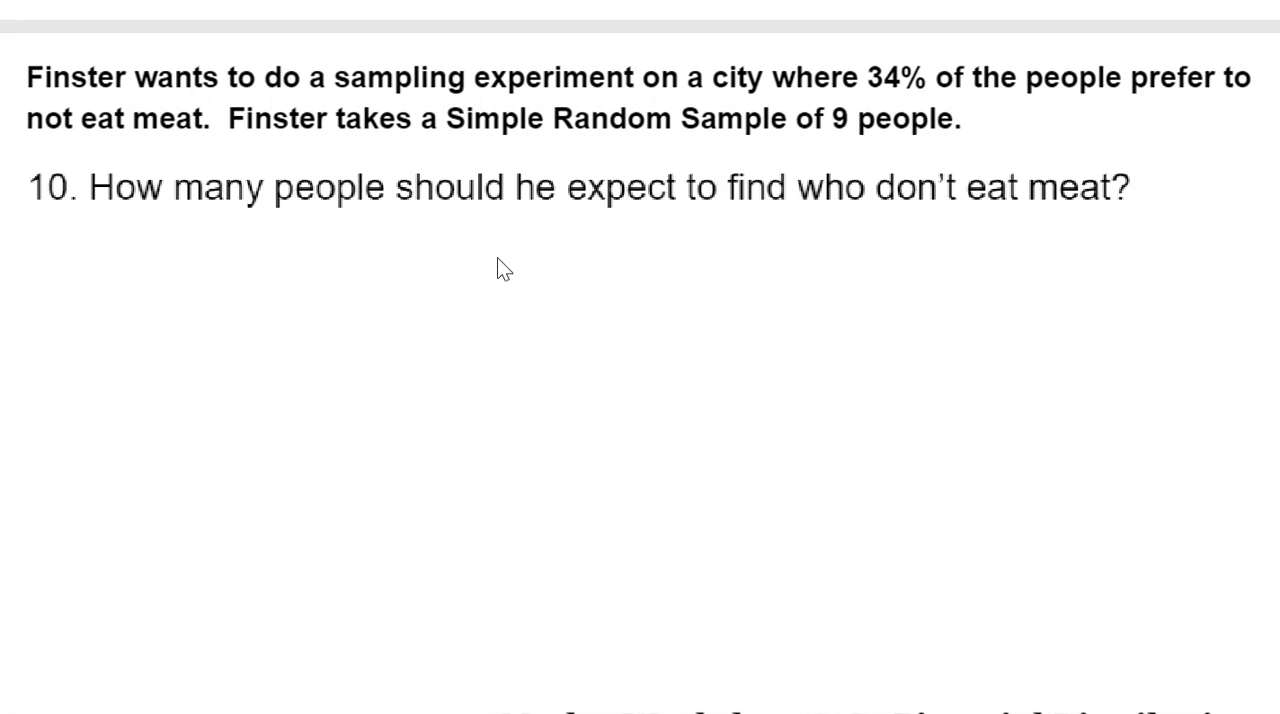 Finster wants to do a sampling experiment on a city where 34% of the people prefer to
not eat meat.  Finster takes a Simple Random Sample of 9 people.
10. How many people should he expect to find who don’t eat meat?